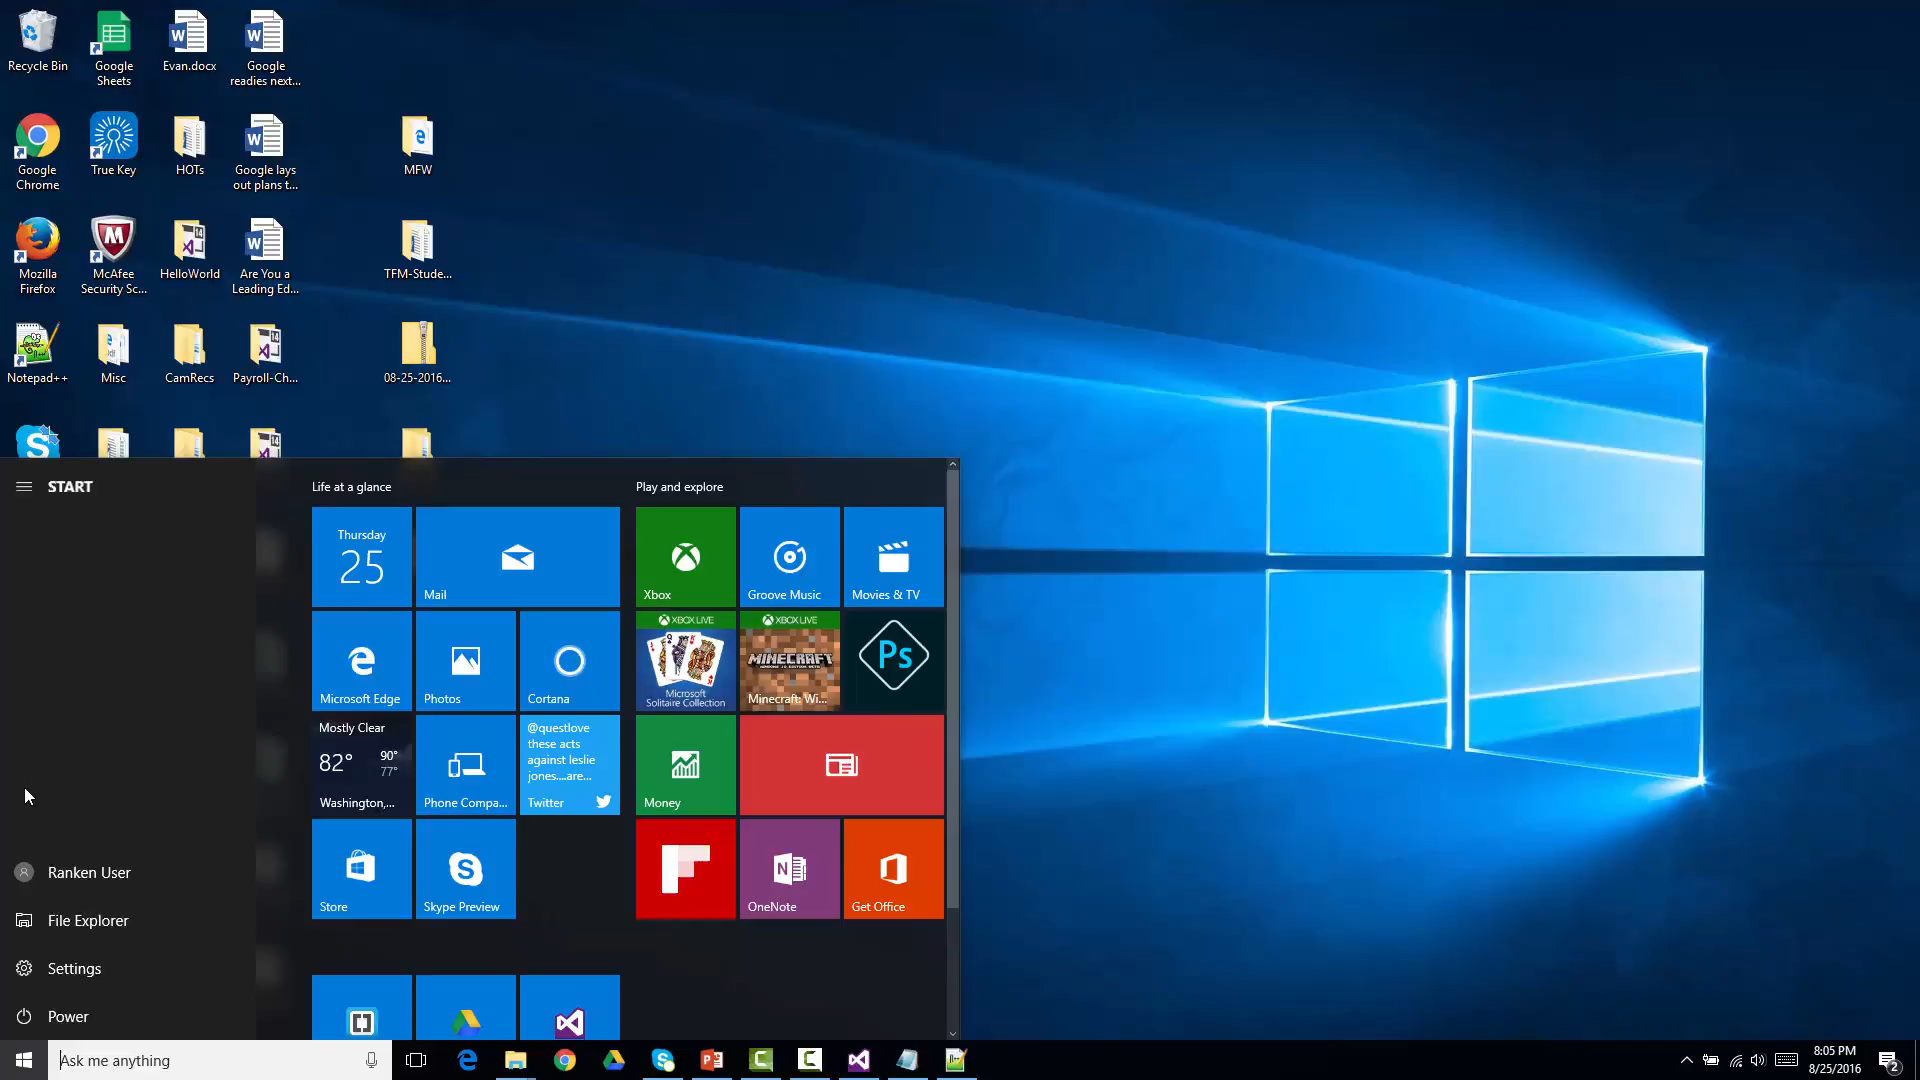 Recycle Bin
Google
Sheets
Evan.docx
Google
readies next...
Google
Chrome
True Key
HOTs
Google lays
out plans t...
MFW
Mozilla
Firefox
McAfee
Security Sc...
HelloWorld
Are You a
Leading Ed...
TFM-Stude...
Notepad++
Misc
CamRecs
Payroll-Ch...
08-25-2016...
START
Ranken User
File Explorer
Settings
Power
Life at a glance
Thursday
25
Mail
Microsoft Edge
Photos
Cortana
Mostly Clear
82°
90°
77°
Washington,...
Phone Compa...
@questlove
these acts
against leslie
jones....are...
Twitter
Store
Skype Preview
Play and explore
Xbox
Groove Music
Movies & TV
XBOX LIVE
Microsoft
Solitaire Collection
XBOX LIVE
MINECRAFT
Minecraft: Wi...
Ps
Money
OneNote
Get Office
Ask me anything
8:05 PM
8/25/2016
2